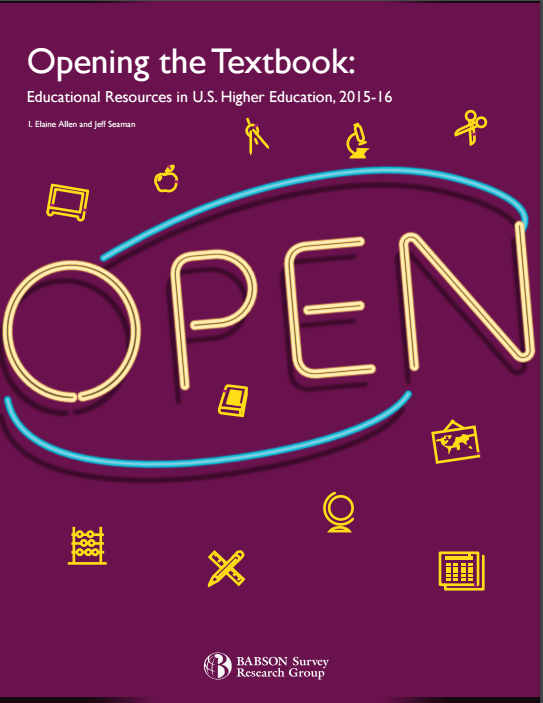 Opening the Textbook:
Educational Resources in U.S. Higher Education, 2015-16
I. Elaine Allen and Jeff Seaman
OPEN
BABSON Survey
Research Group